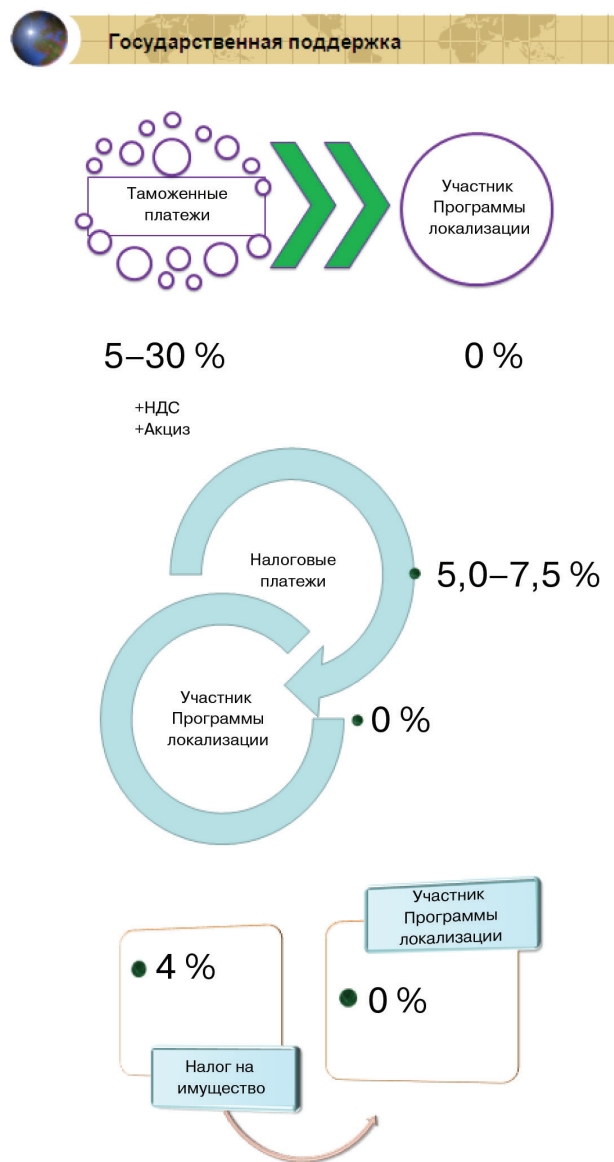 Государственная поддержка
Таможенные
платежи
Участник
Программы
локализации
5–30 %
0 %
+НДС
+Акциз
Налоговые
платежи
5,0–7,5 %
Участник
Программы
локализации
0 %
Участник
Программы
локализации
4 %
0 %
Налог на
имущество